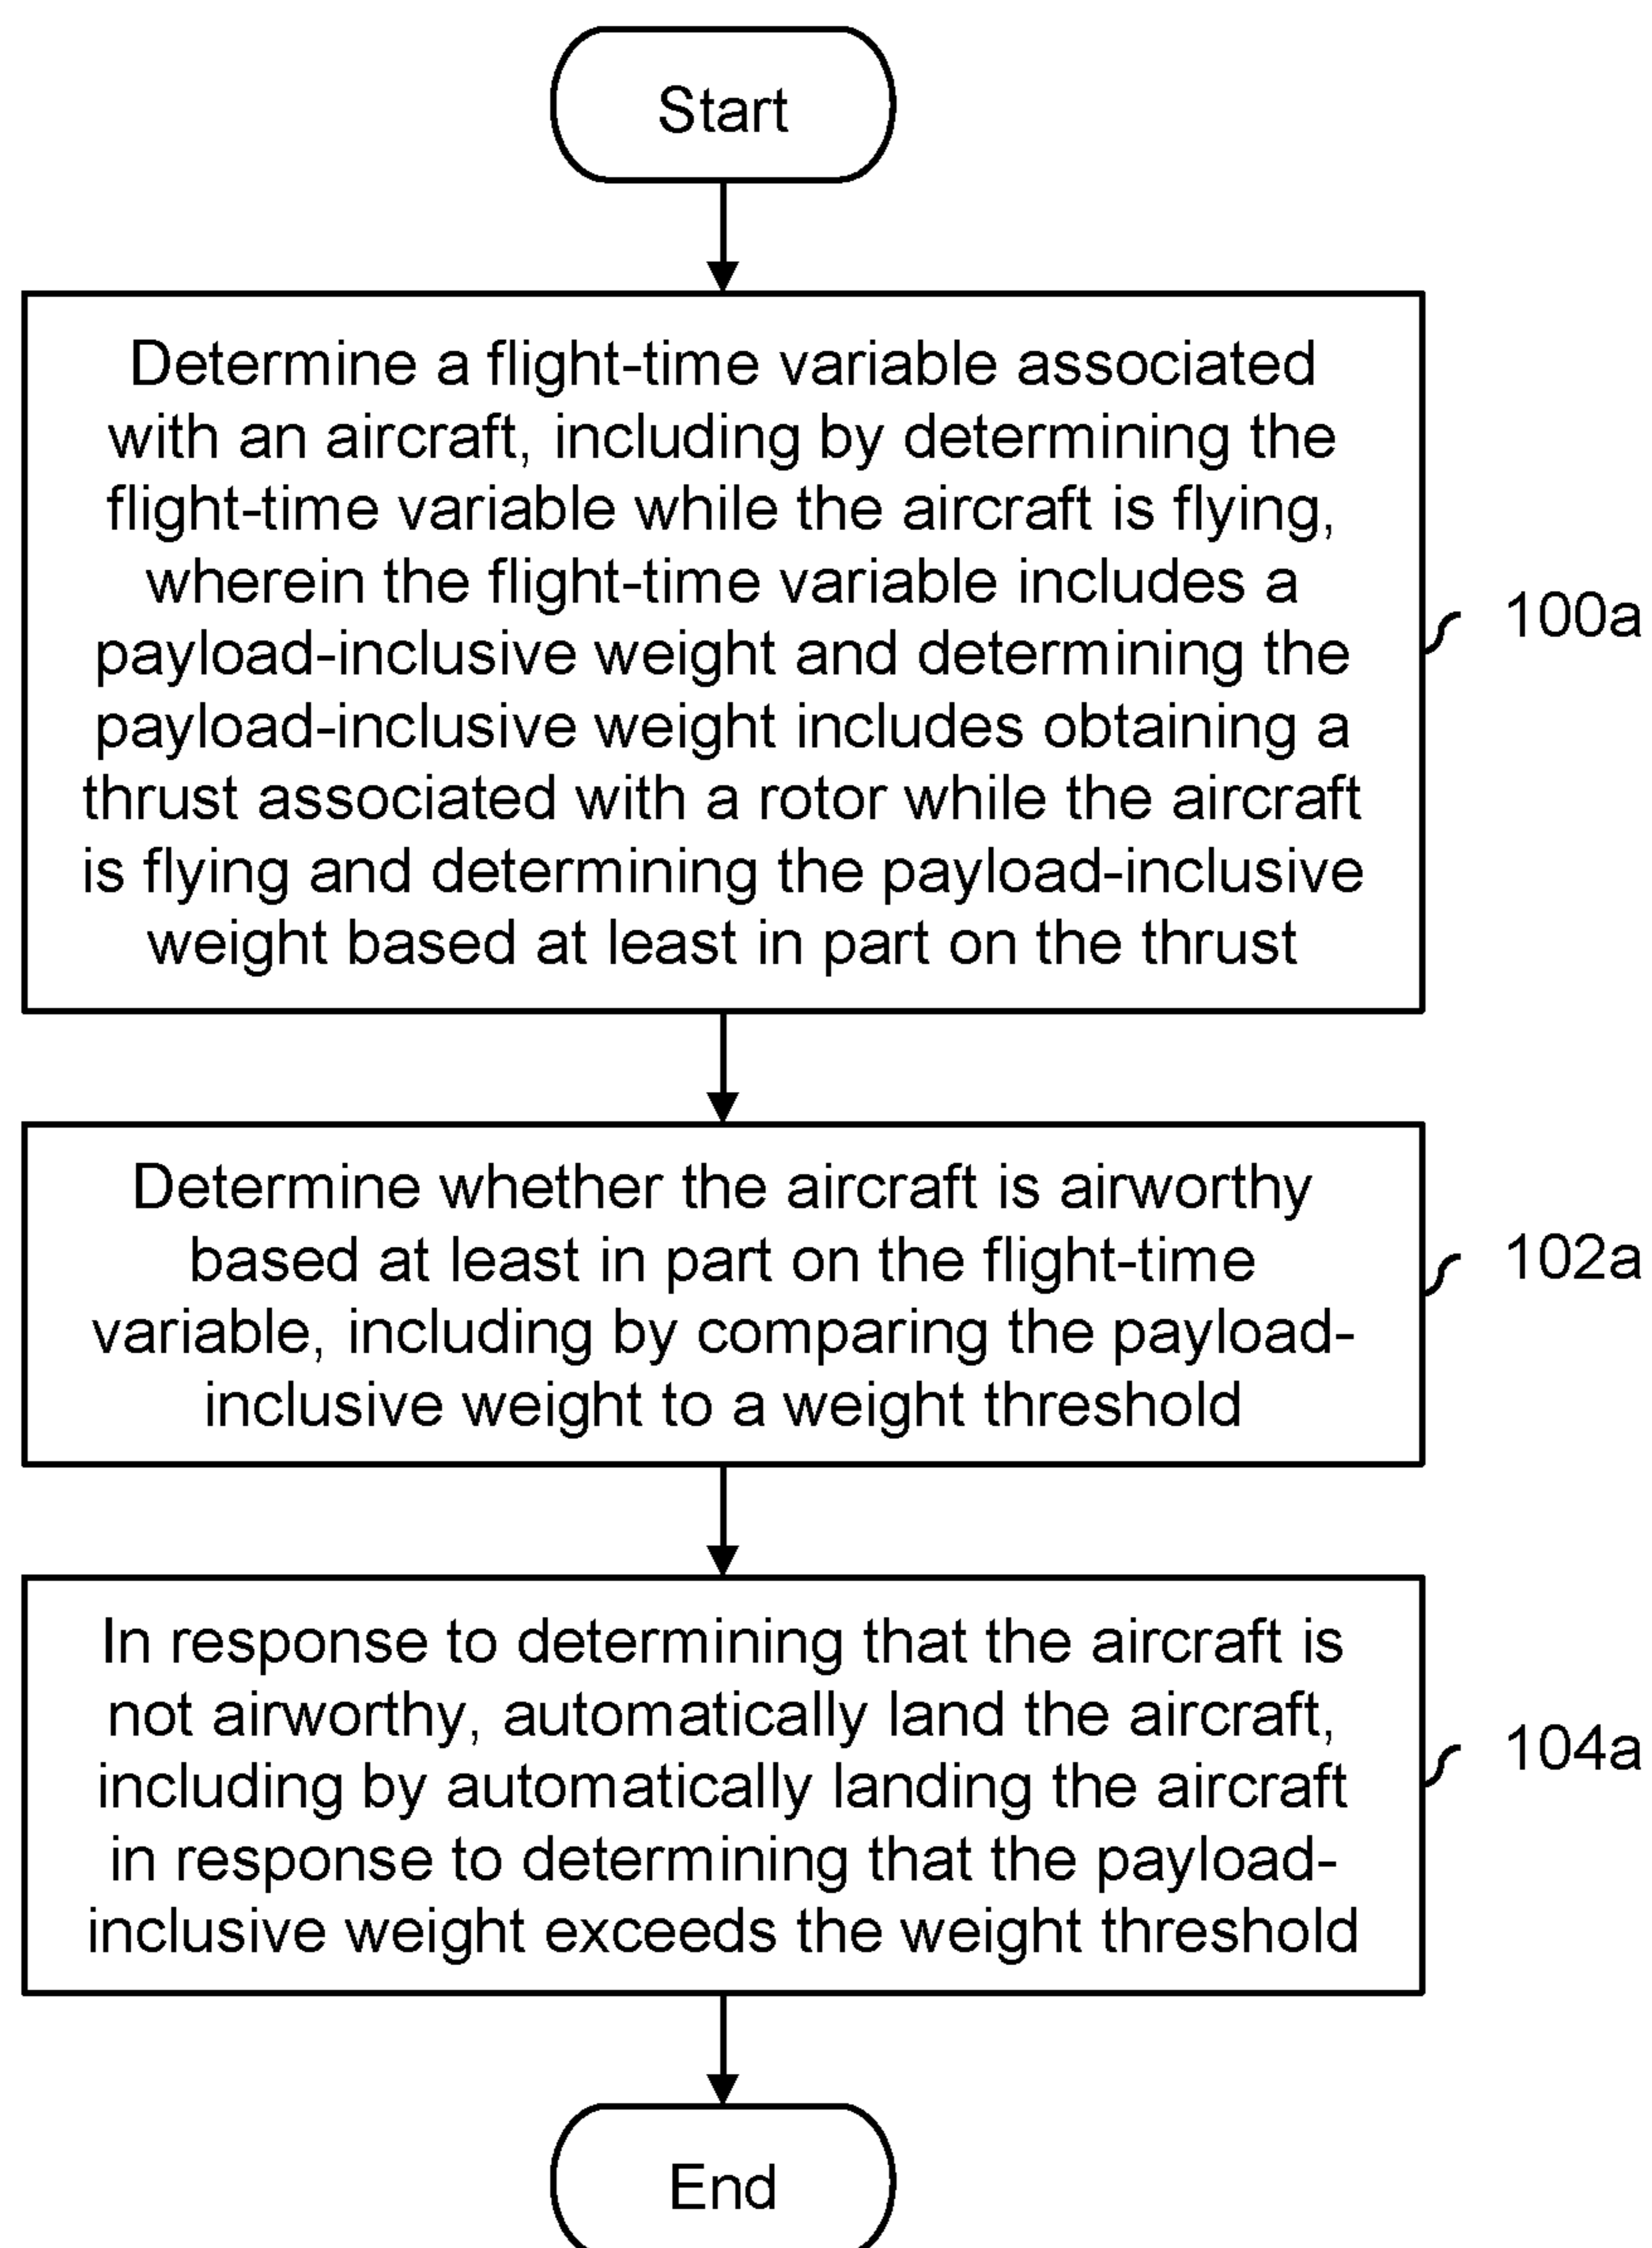 Start
Determine a flight-time variable associated
with an aircraft, including by determining the
flight-time variable while the aircraft is flying,
wherein the flight-time variable includes a
payload-inclusive weight and determining the
payload-inclusive weight includes obtaining a
thrust associated with a rotor while the aircraft
is flying and determining the payload-inclusive
weight based at least in part on the thrust
100a
Determine whether the aircraft is airworthy
based at least in part on the flight-time
variable, including by comparing the payload-
inclusive weight to a weight threshold
102a
In response to determining that the aircraft is
not airworthy, automatically land the aircraft,
including by automatically landing the aircraft
in response to determining that the payload-
inclusive weight exceeds the weight threshold
104a
End